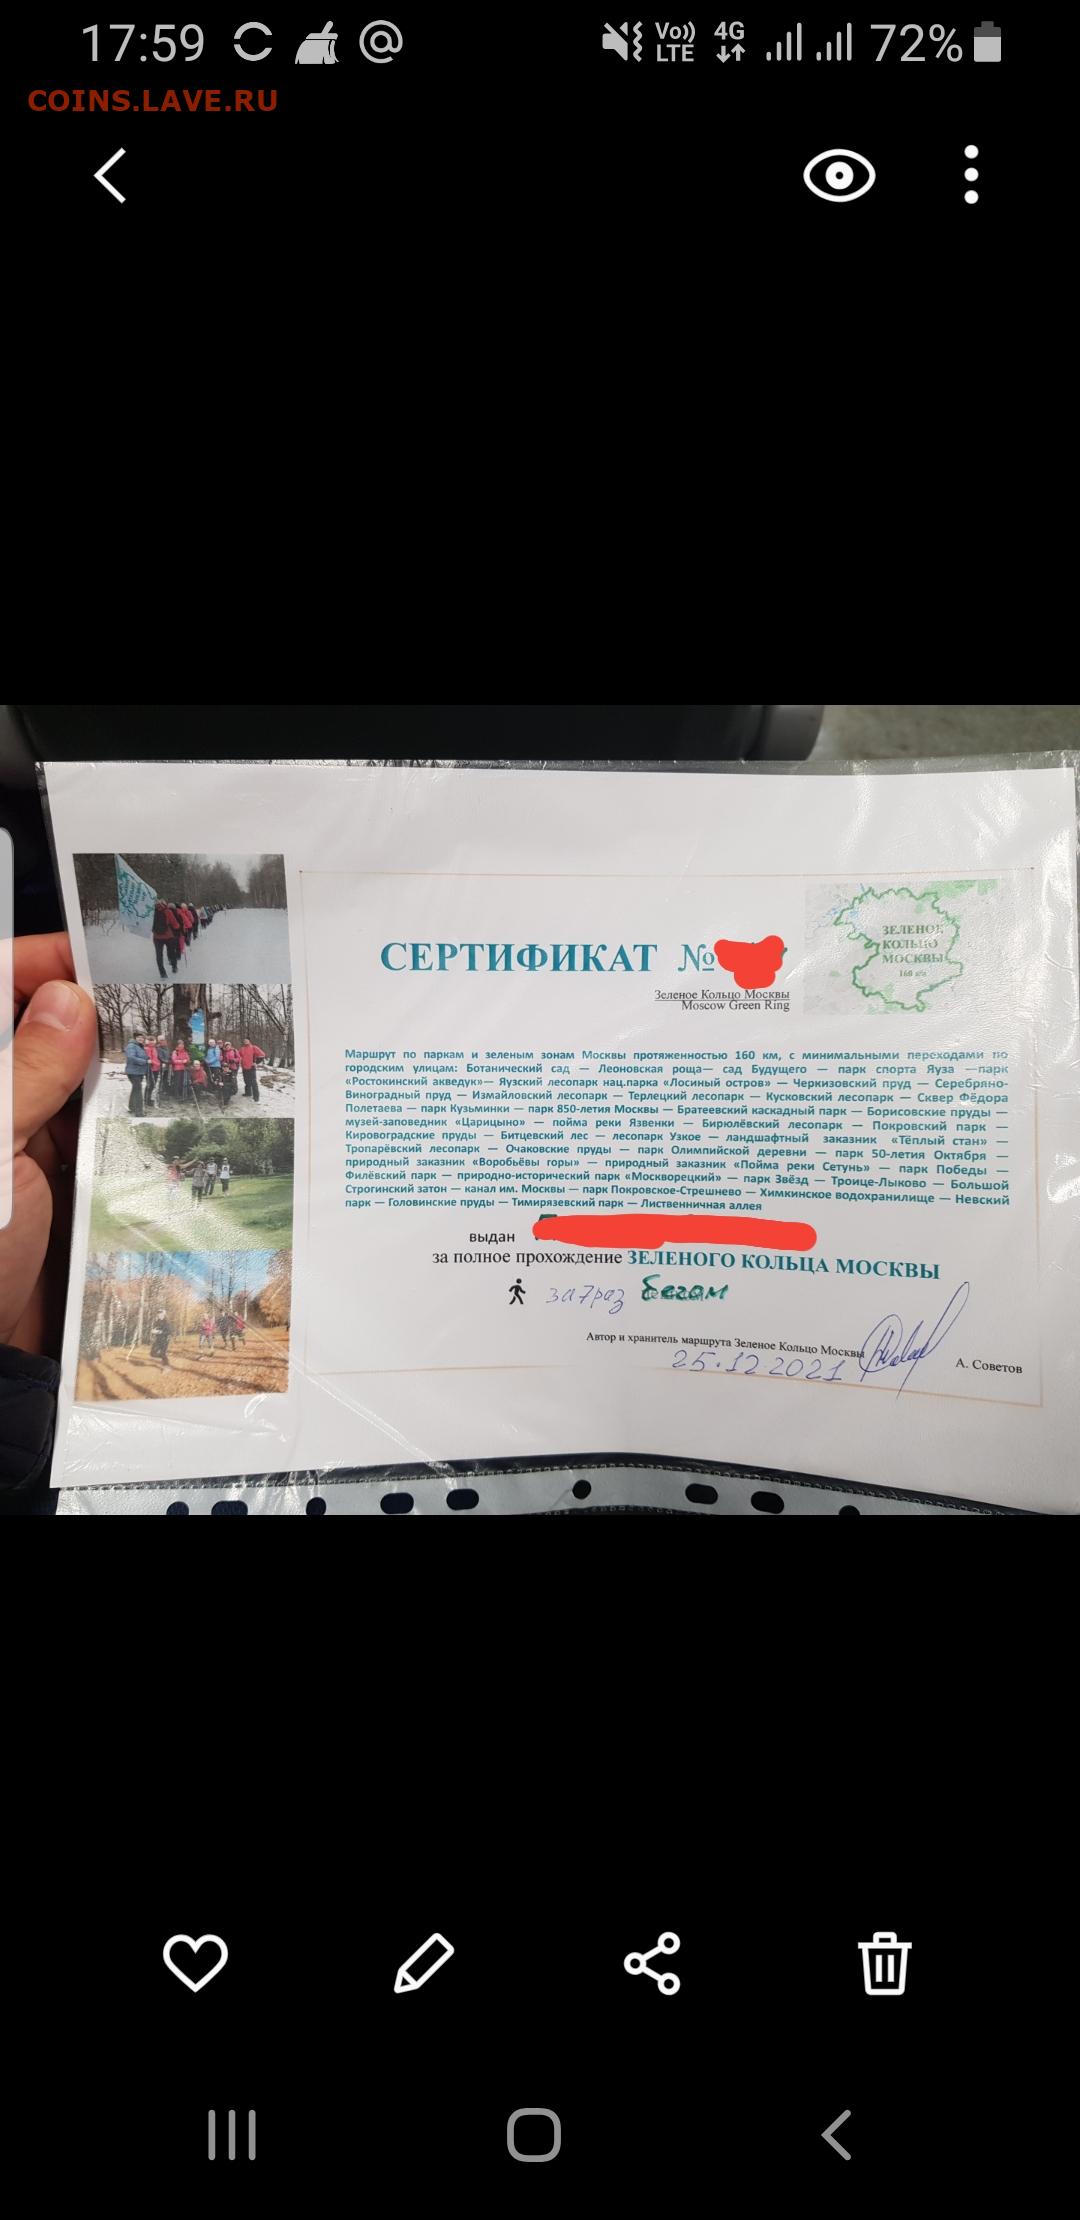 17:59
Vo)) LTE 4G 72%
COINS.LAVE.RU
ЗЕЛЕНОЕ
КОЛЬЦО
МОСКВЫ
160 км
СЕРТИФИКАТ №
Зеленое Кольцо Москвы
Moscow Green Ring
Маршрут по паркам и зеленым зонам Москвы протяженностью 160 км, с минимальными переходами по
городским улицам: Ботанический сад — Леоновская роща— сад Будущего — парк спорта Яуза —парк
«Ростокинский акведук»— Яузский лесопарк нац.парка «Лосиный остров» — Черкизовский пруд — Серебряно-
Виноградный пруд — Измайловский лесопарк — Терлецкий лесопарк — Кусковский лесопарк — Сквер Фёдора
Полетаева — парк Кузьминки — парк 850-летия Москвы — Братеевский каскадный парк — Борисовские пруды —
музей-заповедник «Царицыно» — пойма реки Язвенки — Бирюлёвский лесопарк — Покровский парк —
Кировоградские пруды — Битцевский лес — лесопарк Узкое — ландшафтный заказник «Тёплый стан» —
Тропарёвский лесопарк — Очаковские пруды — парк Олимпийской деревни — парк 50-летия Октября —
природный заказник «Воробьёвы горы» — природный заказник «Пойма реки Сетунь» — парк Победы —
Филёвский парк — природно-исторический парк «Москворецкий» — парк Звёзд — Троице-Лыково — Большой
Строгинский затон — канал им. Москвы — парк Покровское-Стрешнево — Химкинское водохранилище — Невский
парк — Головинские пруды — Тимирязевский парк — Лиственничная аллея
выдан
за полное прохождение ЗЕЛЕНОГО КОЛЬЦА МОСКВЫ
за 7 раз бегом
Автор и хранитель маршрута Зеленое Кольцо Москвы
25.12.2021
А. Советов